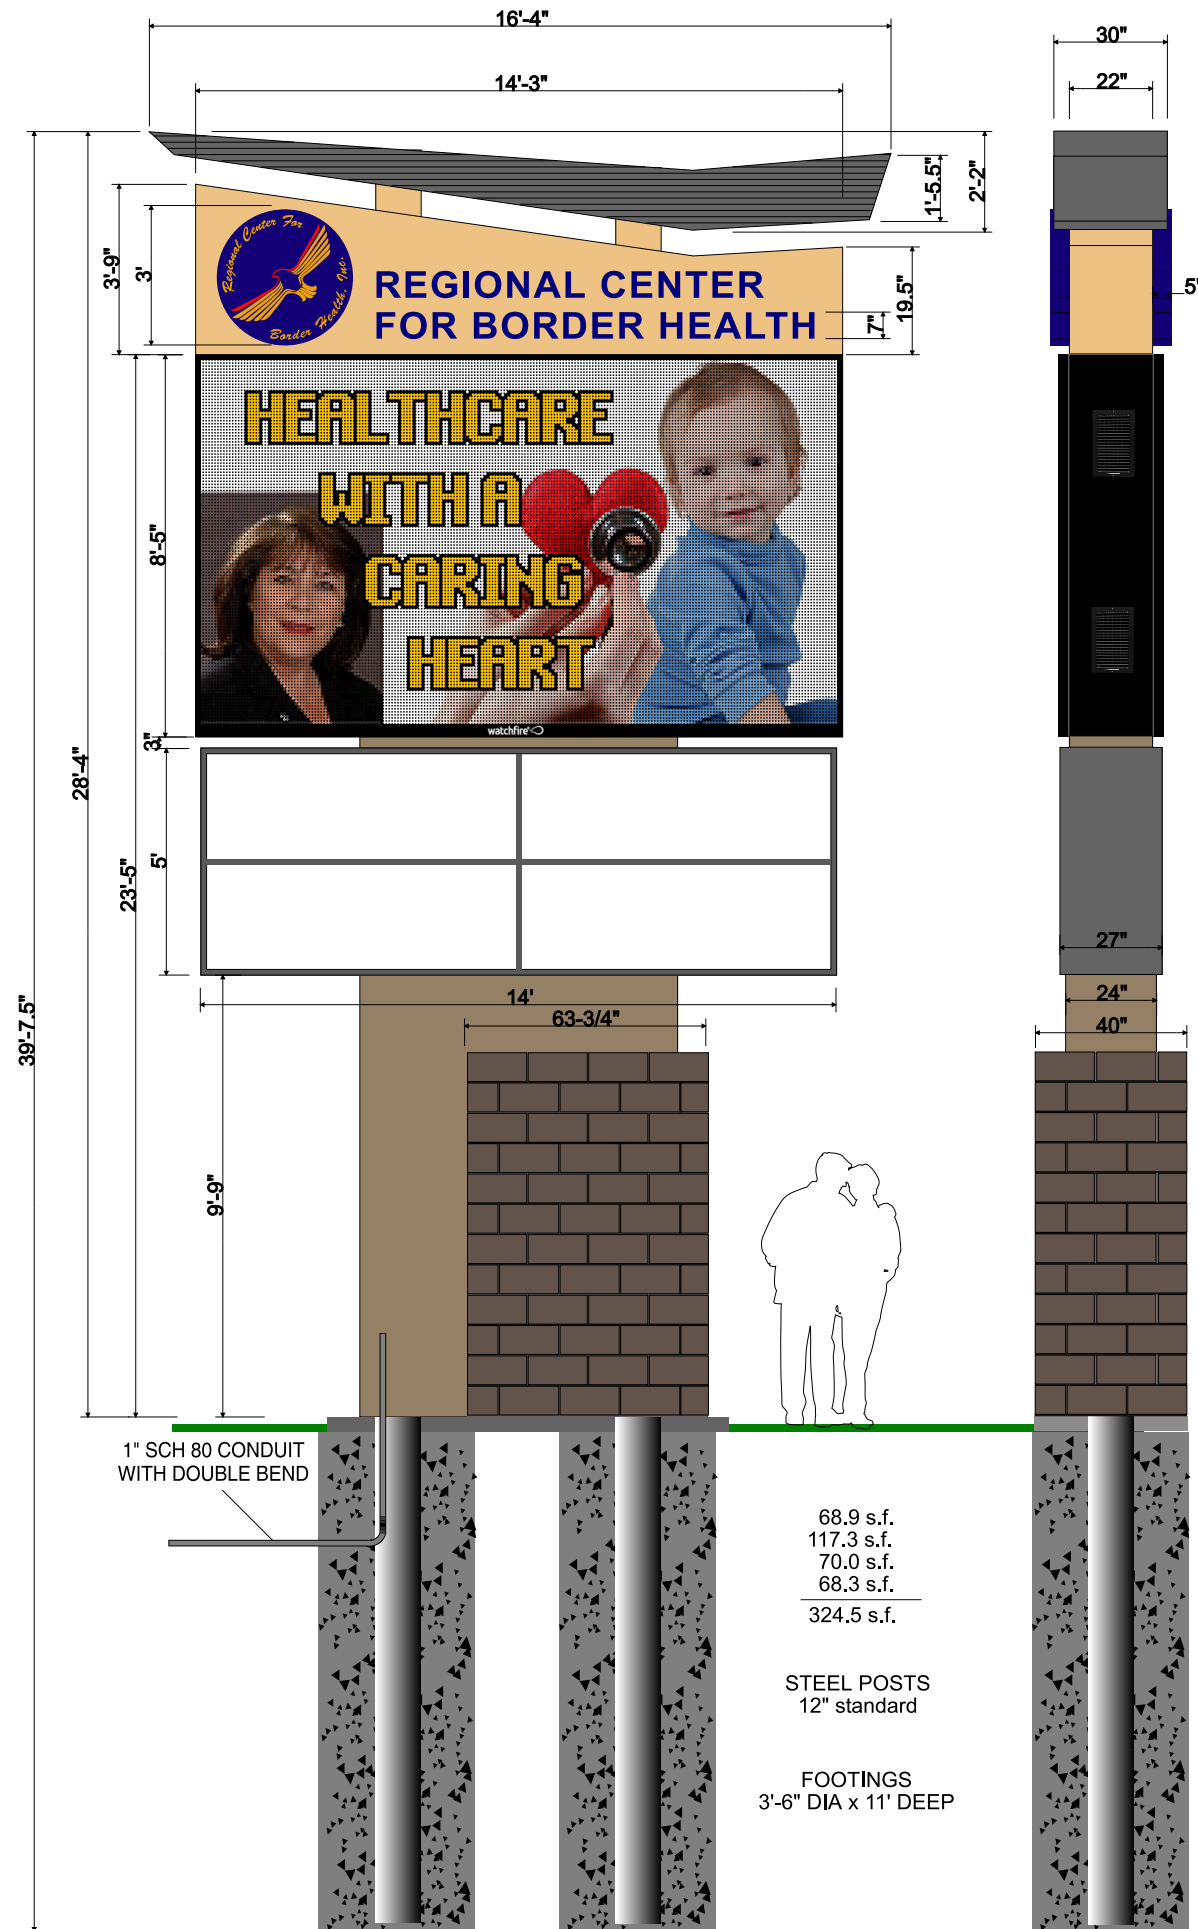 16'-4"
30"
14'-3"
22"
2'-2"
1'-5.5"
3'-9"
3'
Regional Center For
Border Health, Inc.
REGIONAL CENTER
FOR BORDER HEALTH
7"
19.5"
5"
HEALTHCARE
WITH A
CARING
HEART
watchfire
8'-5"
3"
28'-4"
23'-5"
5'
39'-7.5"
27"
14'
24"
63-3/4"
40"
9'-9"
1" SCH 80 CONDUIT
WITH DOUBLE BEND
68.9 s.f.
117.3 s.f.
70.0 s.f.
68.3 s.f.
324.5 s.f.
STEEL POSTS
12" standard
FOOTINGS
3'-6" DIA x 11' DEEP